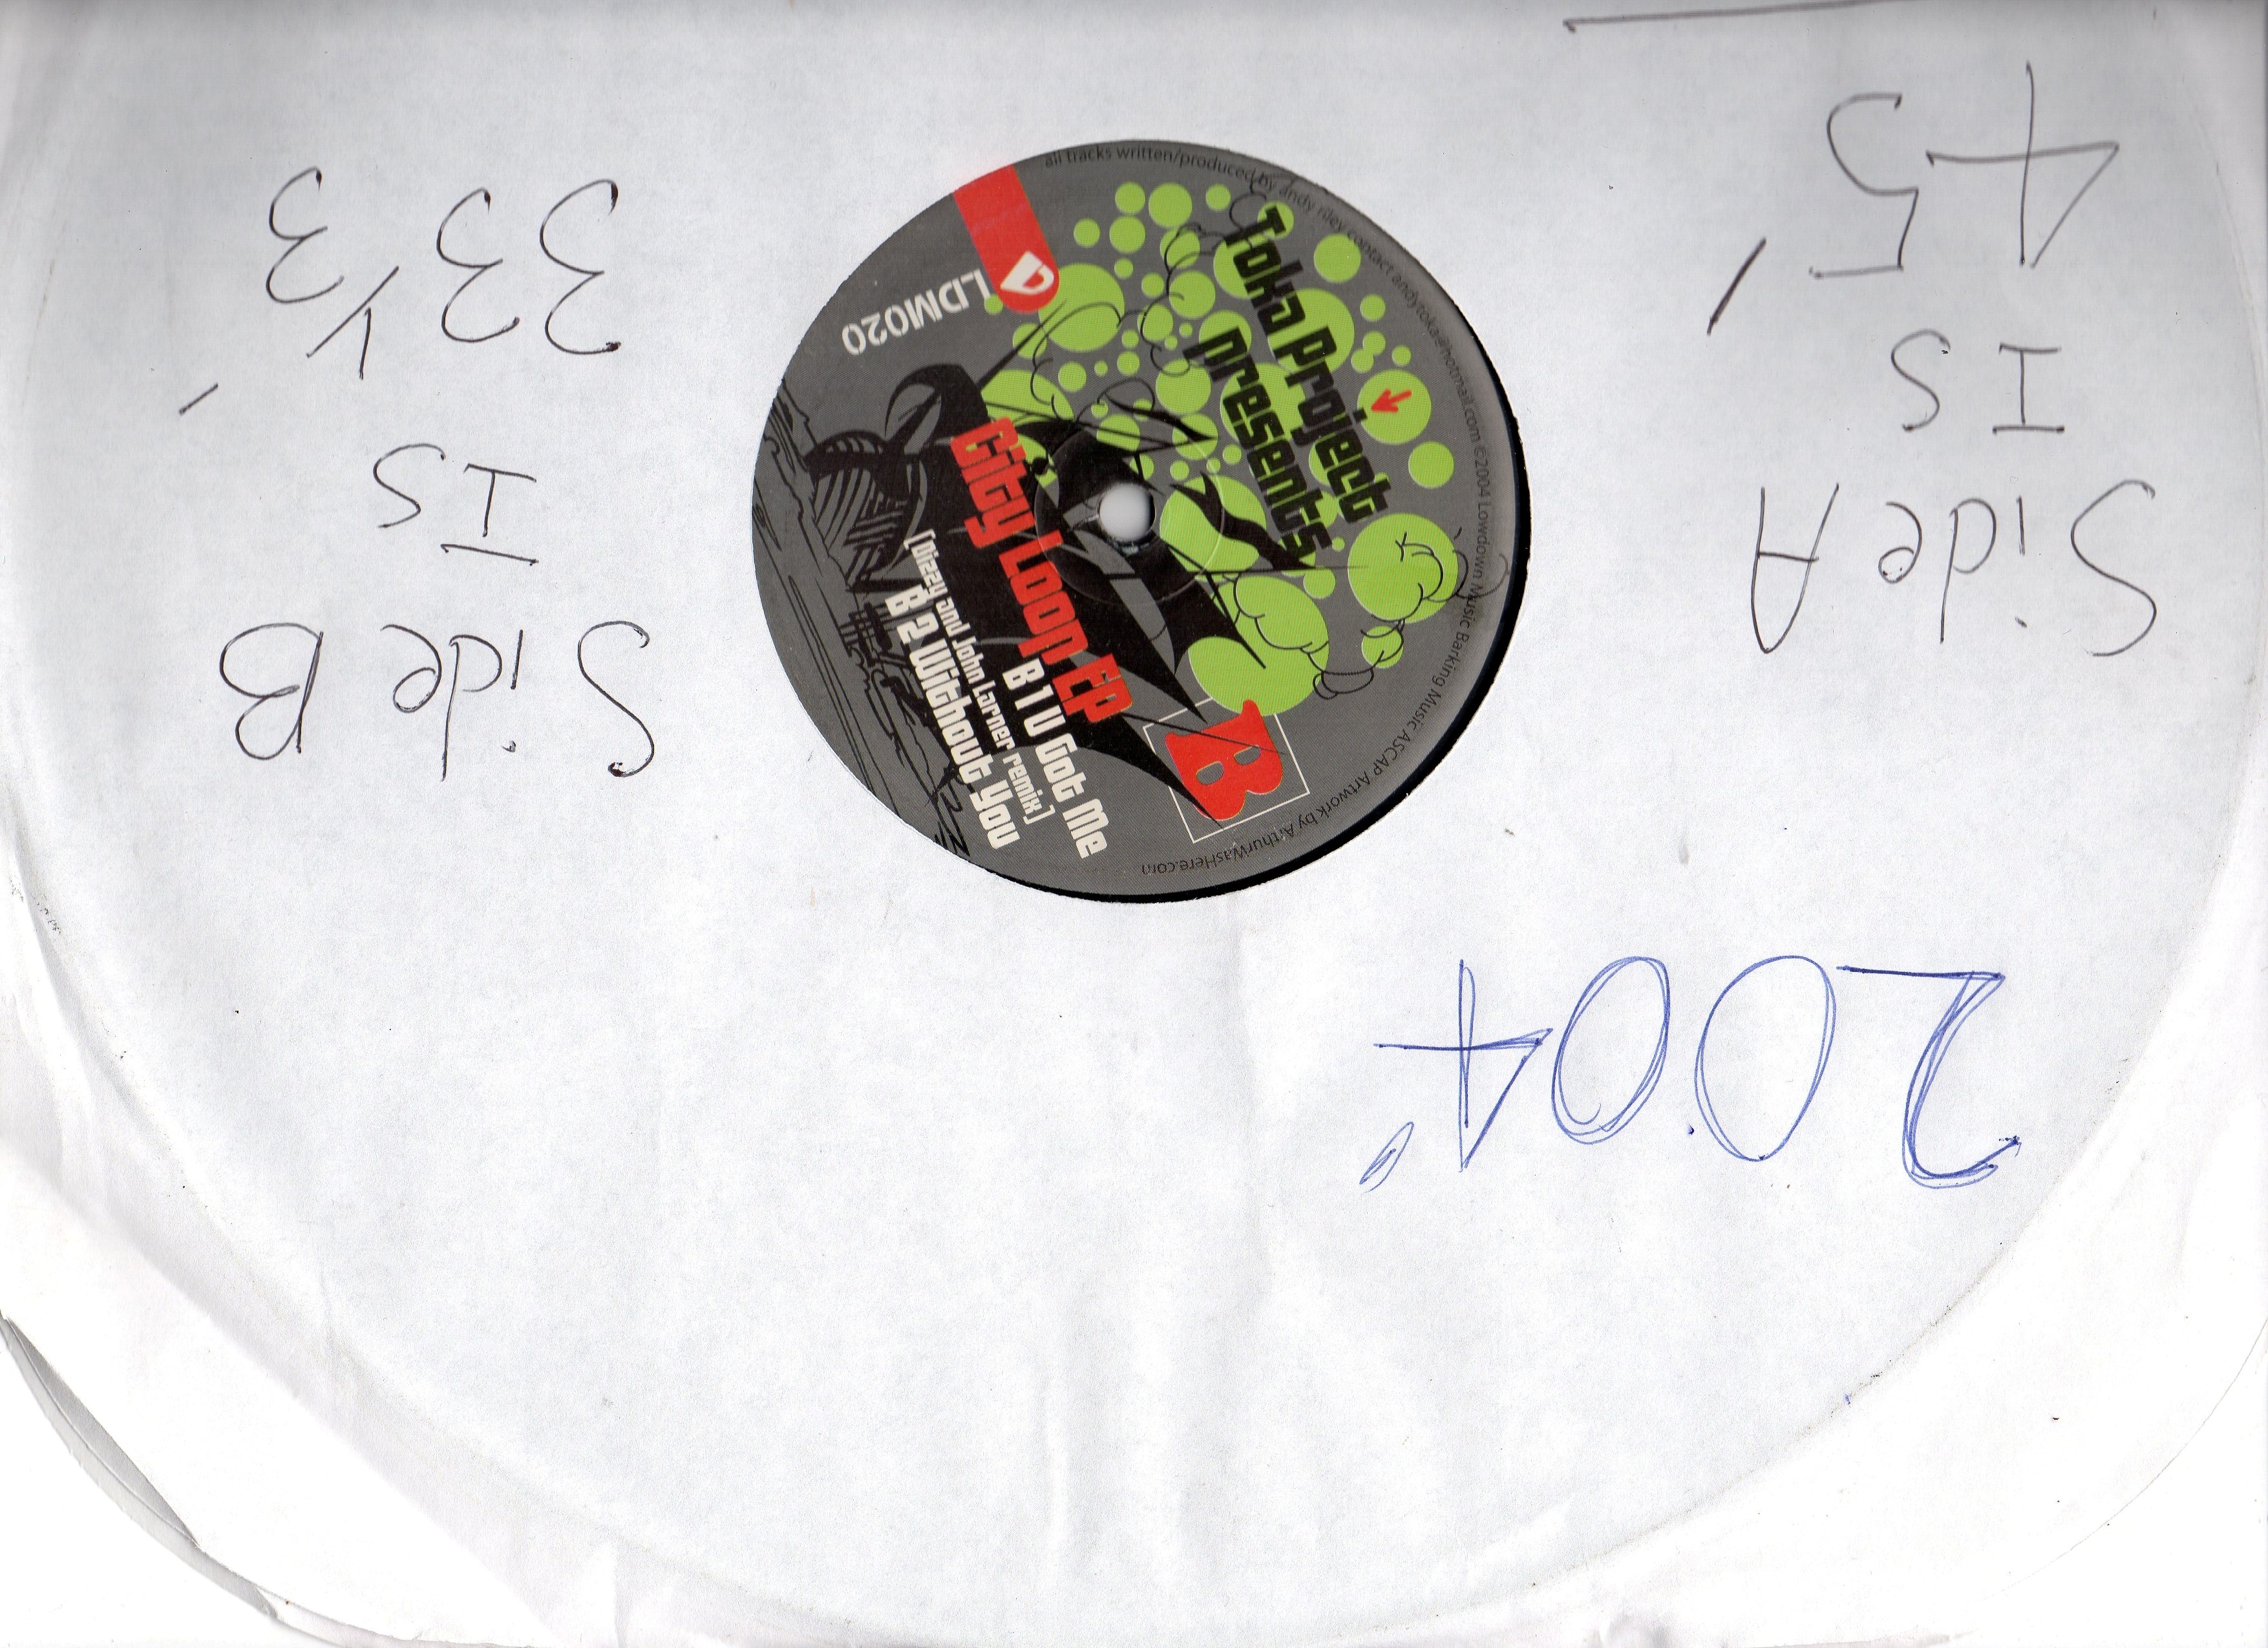 2004.
Side A
IS
45,
Side B
IS
33 1/3,
Toka Project
presents
City Loop EP
B 1 U Got Me
[Dizzy and John Larner remix]
B 2 Without You
B
LDM020
all tracks written/produced by andy riley contact andytoka@hotmail.com ©2004 Lowdown Music Barking Music ASCAP Artwork by ArthurWasHere.com